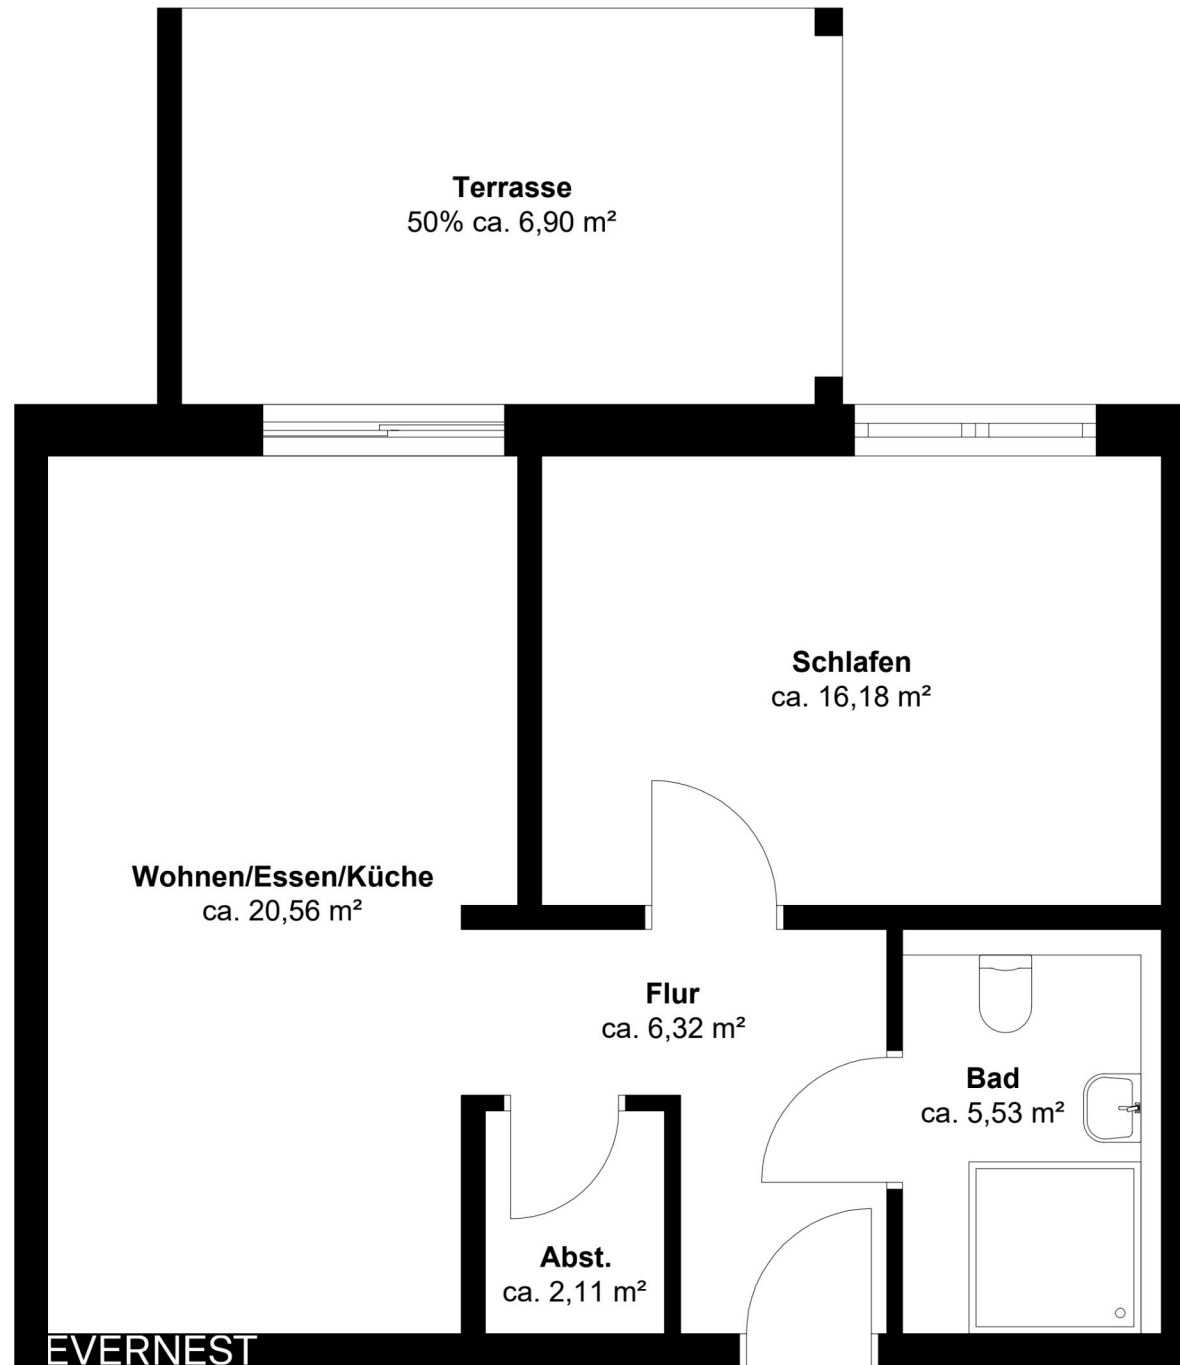 Terrasse
50% ca. 6,90 m²
Schlafen
ca. 16,18 m²
Wohnen/Essen/Küche
ca. 20,56 m²
Flur
ca. 6,32 m²
Bad
ca. 5,53 m²
Abst.
ca. 2,11 m²
EVERNEST